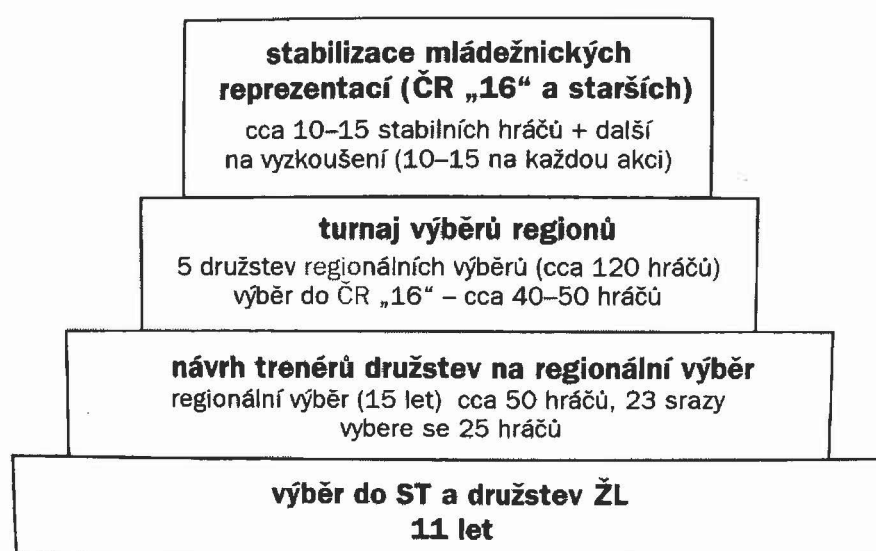 stabilizace mládežnických
reprezentací (ČR „16“ a starších)
cca 10–15 stabilních hráčů + další
na vyzkoušení (10–15 na každou akci)
turnaj výběrů regionů
5 družstev regionálních výběrů (cca 120 hráčů)
výběr do ČR „16“ – cca 40–50 hráčů
návrh trenérů družstev na regionální výběr
regionální výběr (15 let) cca 50 hráčů, 23 srazy
vybere se 25 hráčů
výběr do ST a družstev ŽL
11 let